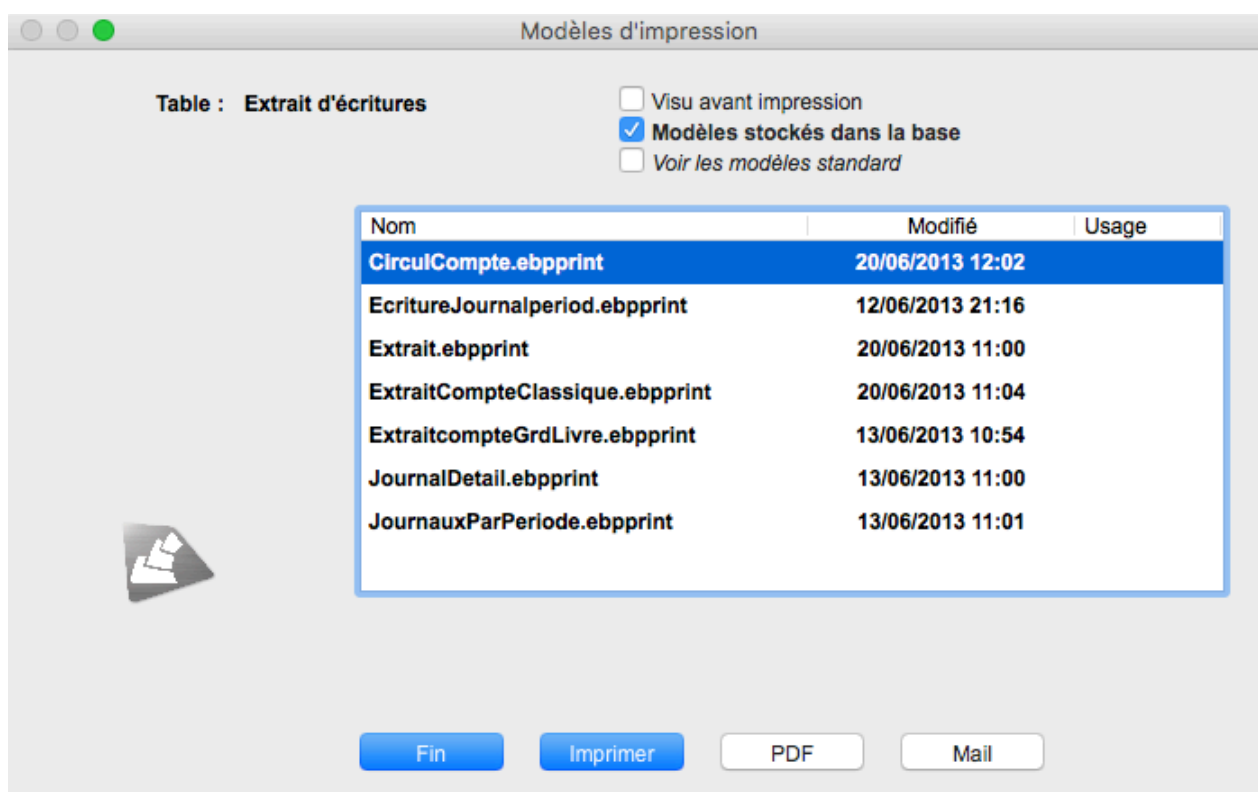 Modèles d'impression
Table : Extrait d'écritures
Visu avant impression
Modèles stockés dans la base
Voir les modèles standard
Nom Modifié Usage
CirculCompte.ebpprint 20/06/2013 12:02
EcritureJournalperiod.ebpprint 12/06/2013 21:16
Extrait.ebpprint 20/06/2013 11:00
ExtraitCompteClassique.ebpprint 20/06/2013 11:04
ExtraitcompteGrdLivre.ebpprint 13/06/2013 10:54
JournalDetail.ebpprint 13/06/2013 11:00
JournauxParPeriode.ebpprint 13/06/2013 11:01
Fin Imprimer PDF Mail